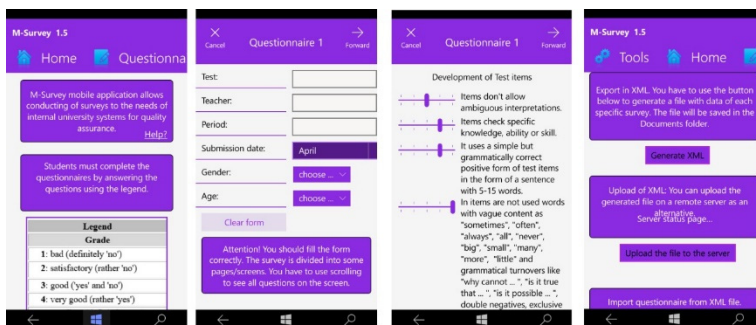 M-Survey 1.5
Home Questionna
M-Survey mobile application allows
conducting of surveys to the needs of
internal university systems for quality
assurance.
Help?
Students must complete the
questionnaires by answering the
questions using the legend.
Legend
Grade
1: bad (definitely 'no')
2: satisfactory (rather 'no')
3: good ('yes' and 'no')
4: very good (rather 'yes')
Cancel Questionnaire 1 Forward
Test:
Teacher:
Period:
Submission date: April
Gender: choose ...
Age: choose ...
Clear form
Attention! You should fill the form
correctly. The survey is divided into some
pages/screens. You have to use scrolling
to see all questions on the screen.
Cancel Questionnaire 1 Forward
Development of Test items
Items don't allow
ambiguous interpretations.
Items check specific
knowledge, ability or skill.
It uses a simple but
grammatically correct
positive form of test items
in the form of a sentence
with 5-15 words.
In items are not used words
with vague content as
"sometimes", "often",
"always", "all", "never",
"big", "small", "many",
"more", "little" and
grammatical turnovers like
"why cannot ... ", "is it true
that ... ", "is it possible ... ",
double negatives, exclusive
M-Survey 1.5
Tools Home
Export in XML. You have to use the button
below to generate a file with data of each
specific survey. The file will be saved in the
Documents folder.
Generate XML
Upload of XML: You can upload the
generated file on a remote server as an
alternative.
Server status page...
Upload the file to the server
Import questionnaire from XML file.